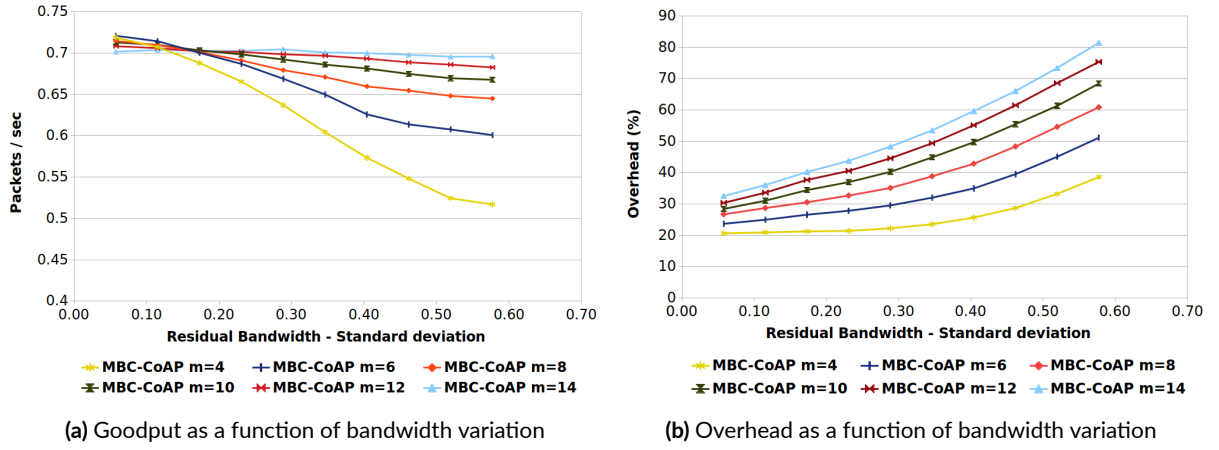 0.75
0.7
0.65
0.6
0.55
0.5
0.45
0.4
Packets / sec
0.00 0.10 0.20 0.30 0.40 0.50 0.60 0.70
Residual Bandwidth - Standard deviation
MBC-CoAP m=4 MBC-CoAP m=6 MBC-CoAP m=8
MBC-CoAP m=10 MBC-CoAP m=12 MBC-CoAP m=14
(a) Goodput as a function of bandwidth variation
90
80
70
60
50
40
30
20
10
0
Overhead (%)
0.00 0.10 0.20 0.30 0.40 0.50 0.60 0.70
Residual Bandwidth - Standard deviation
MBC-CoAP m=4 MBC-CoAP m=6 MBC-CoAP m=8
MBC-CoAP m=10 MBC-CoAP m=12 MBC-CoAP m=14
(b) Overhead as a function of bandwidth variation